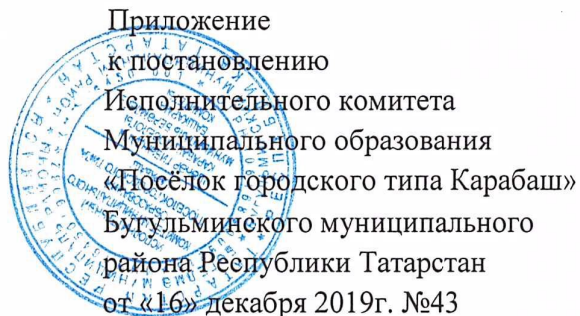 Приложение
к постановлению
Исполнительного комитета
Муниципального образования
«Посёлок городского типа Карабаш»
Бугульминского муниципального
района Республики Татарстан
от «16» декабря 2019г. №43